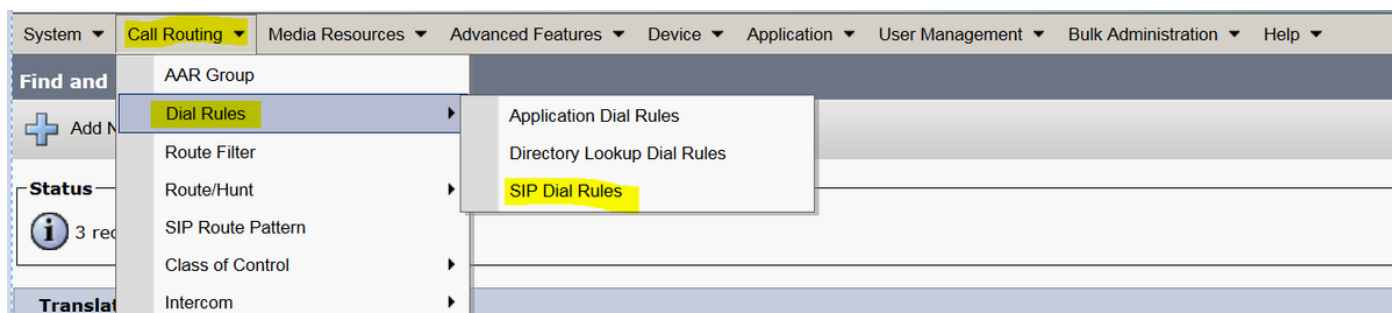 System Call Routing Media Resources Advanced Features Device Application User Management Bulk Administration Help
Find and
AAR Group
Dial Rules
Application Dial Rules
Add N
Route Filter
Directory Lookup Dial Rules
Status
Route/Hunt
SIP Dial Rules
3 rec
SIP Route Pattern
Class of Control
Translat
Intercom